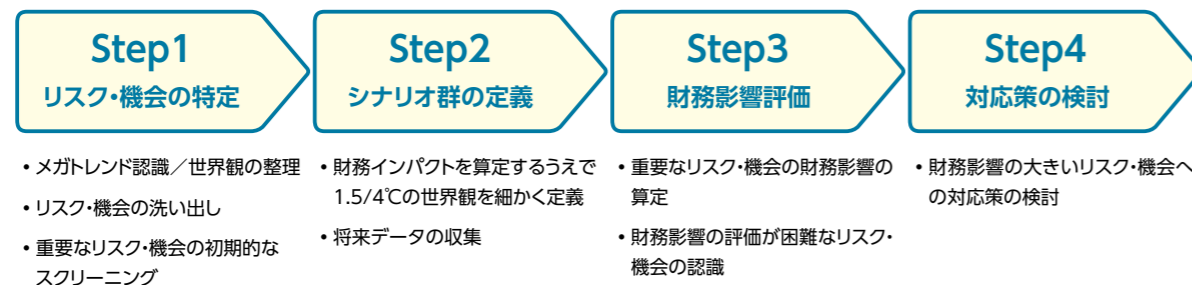 Step1
リスク・機会の特定
• メガトレンド認識／世界観の整理
• リスク・機会の洗い出し
• 重要なリスク・機会の初期的な
スクリーニング
Step2
シナリオ群の定義
• 財務インパクトを算定するうえで
1.5/4℃の世界観を細かく定義
• 将来データの収集
Step3
財務影響評価
• 重要なリスク・機会の財務影響の
算定
• 財務影響の評価が困難なリスク・
機会の認識
Step4
対応策の検討
• 財務影響の大きいリスク・機会へ
の対応策の検討